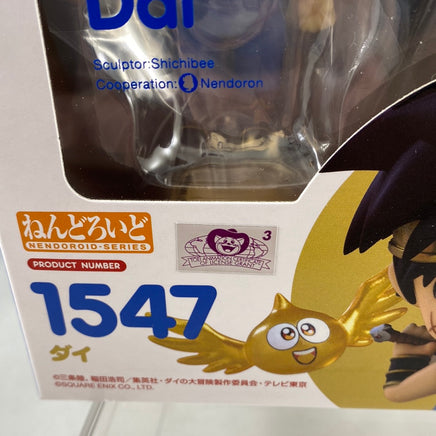 Dai
Sculptor:Shichibee
Cooperation: Nendoron
ねんどろいど
NENDOROID-SERIES
PRODUCT NUMBER
3
1547
ダイ
©三条陸、稲田浩司／集英社・ダイの大冒険製作委員会・テレビ東京
©SQUARE ENIX CO., LTD.